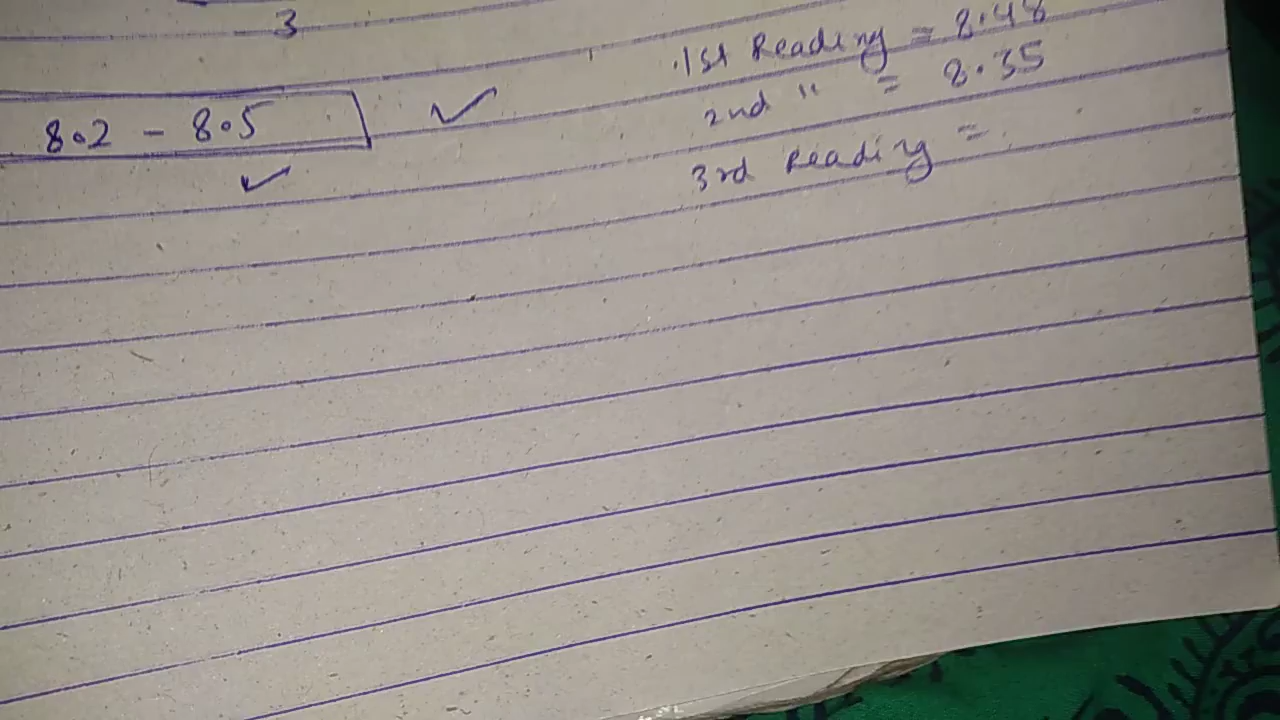 3
8.2 - 8.5
1st Reading = 8.48
2nd " = 8.35
3rd Reading =